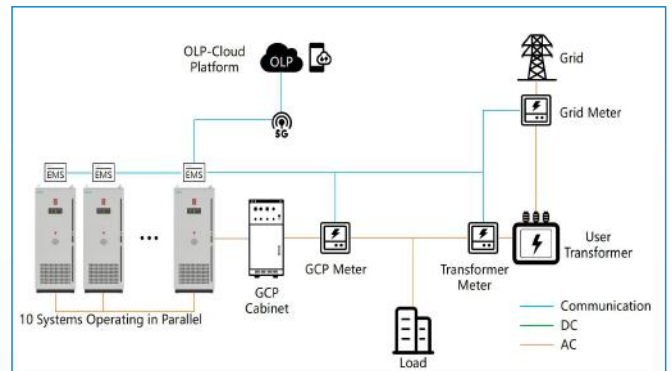 OLP-Cloud
Platform
OLP
5G
Grid
Grid Meter
EMS
EMS
EMS
GCP
Cabinet
GCP Meter
Transformer
Meter
User
Transformer
10 Systems Operating in Parallel
Load
Communication
DC
AC